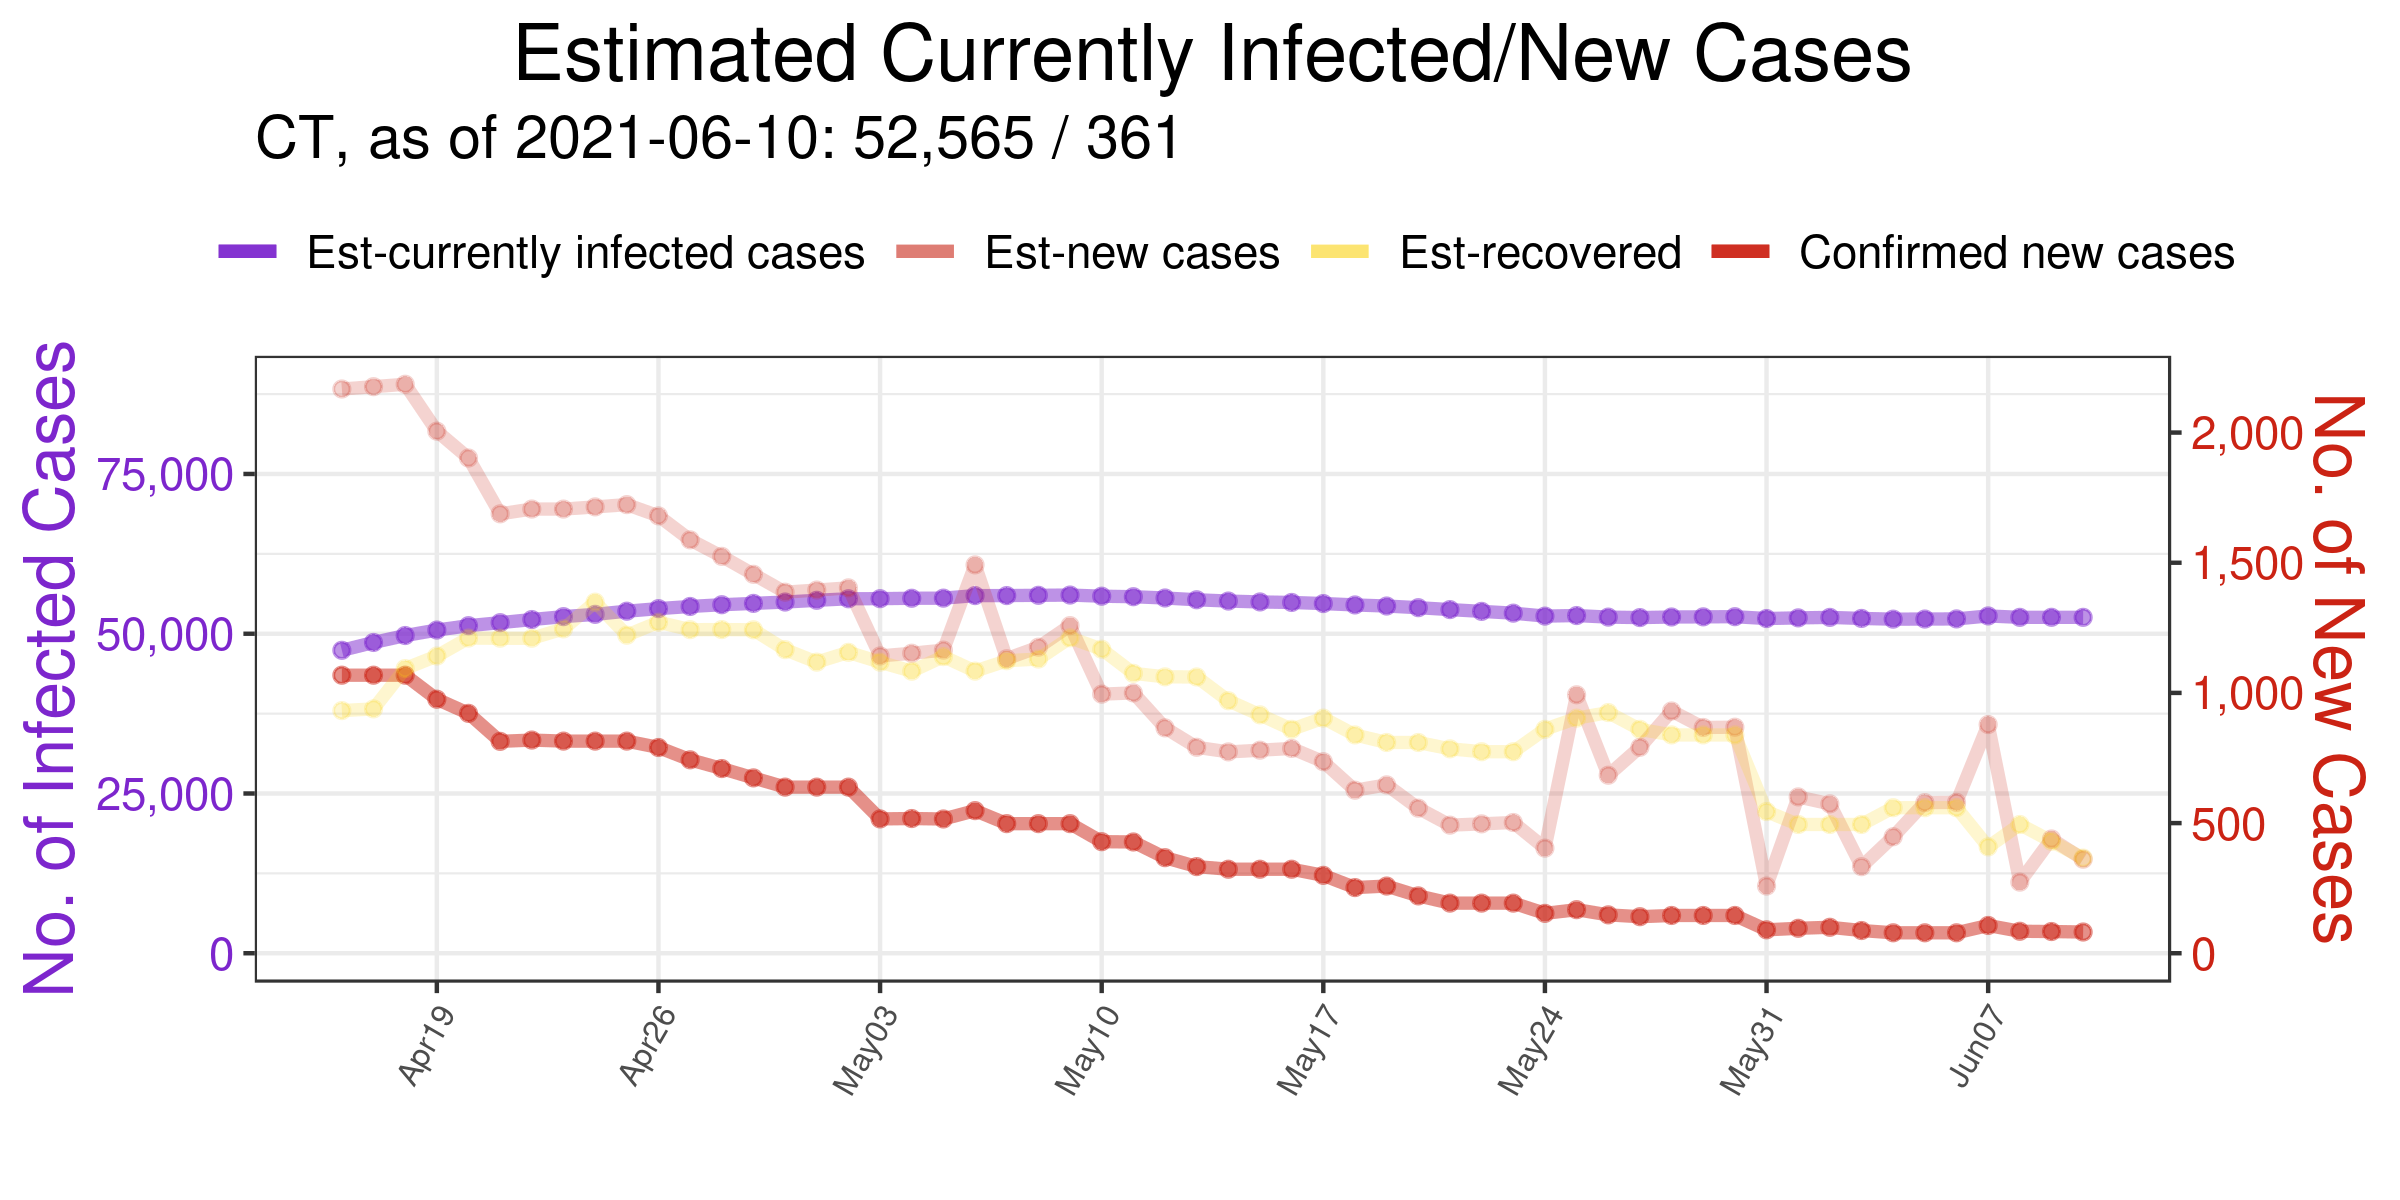 Estimated Currently Infected/New Cases
CT, as of 2021-06-10: 52,565 / 361
Est-currently infected cases Est-new cases Est-recovered Confirmed new cases
No. of Infected Cases
75,000
50,000
25,000
0
2,000
1,500
1,000
500
0
No. of New Cases
Apr19 Apr26 May03 May10 May17 May24 May31 Jun07